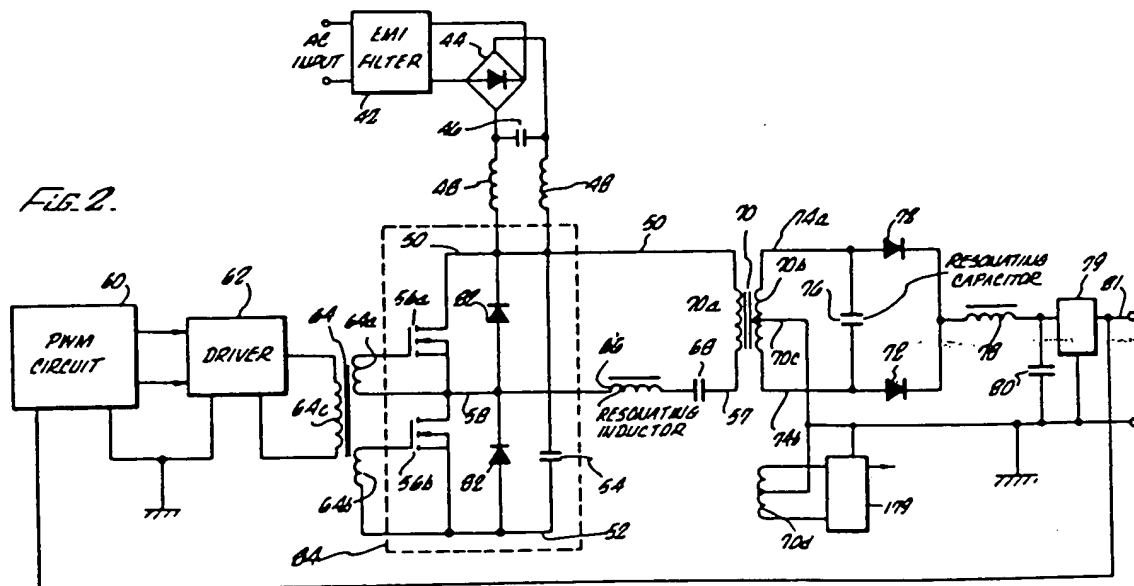 AC
INPUT
EMI
FILTER
44
42
46
48
48
FIG. 2.
50
50
70
74a
78
79
81
70b
RESONATING
CAPACITOR
60
62
56a
82
64
64a
70a
76
PWM
CIRCUIT
DRIVER
66
68
70c
78
72
80
64c
58
RESONATING
INDUCTOR
57
74b
56b
82
54
64b
52
179
70d
84